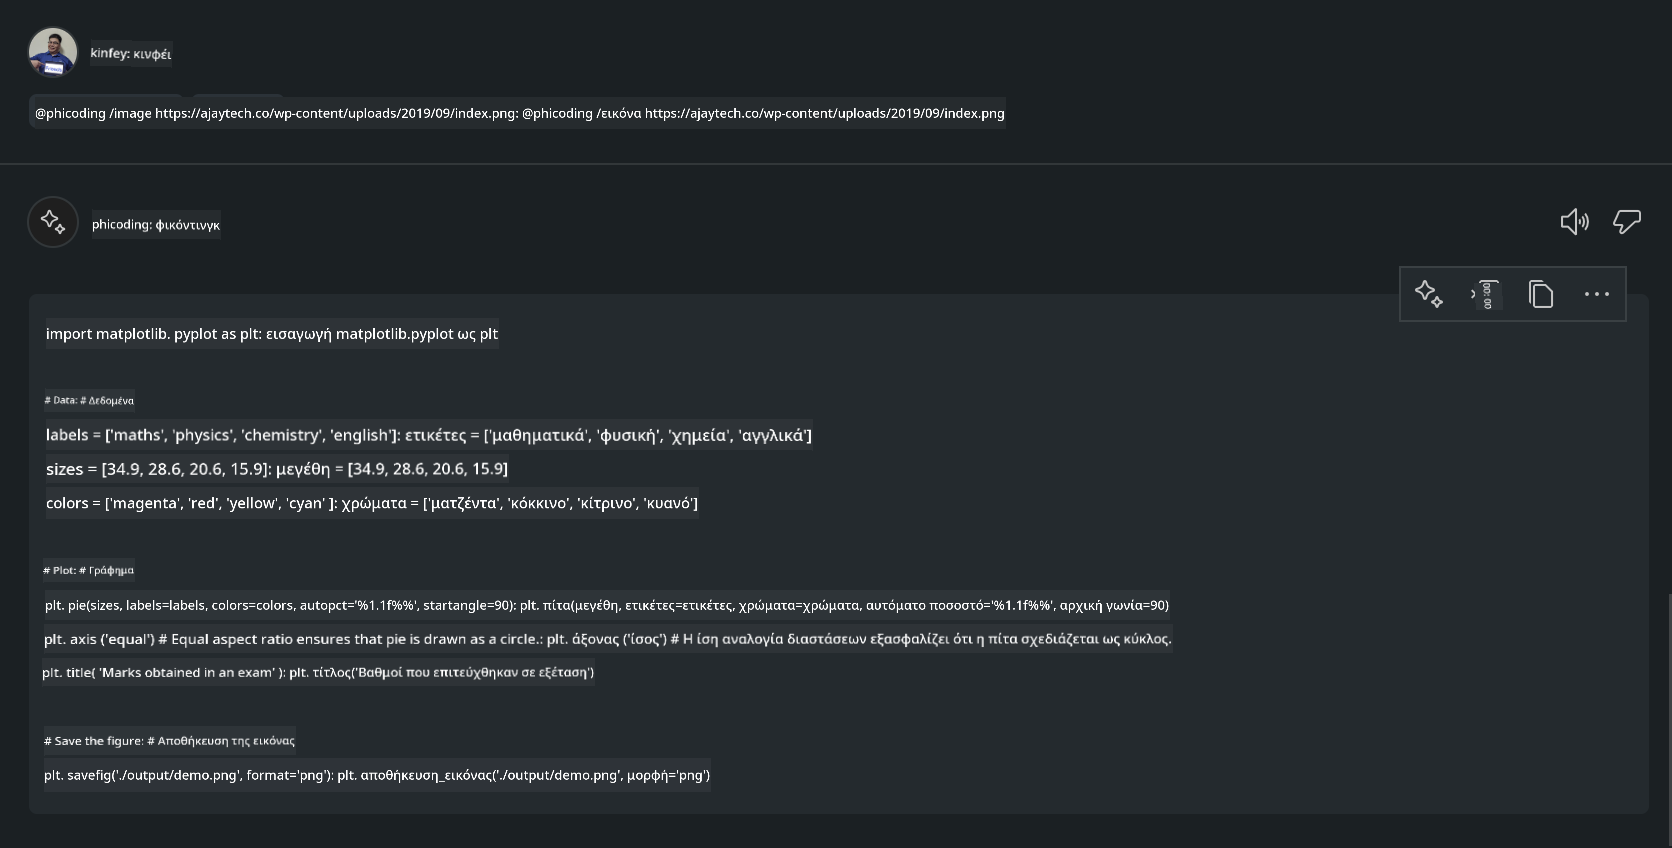 kinfey: κινφέι
@phicoding /image https://ajaytech.co/wp-content/uploads/2019/09/index.png: @phicoding /εικόνα https://ajaytech.co/wp-content/uploads/2019/09/index.png
phicoding: φικόντινγκ
00:00
import matplotlib. pyplot as plt: εισαγωγή matplotlib.pyplot ως plt
# Data: # Δεδομένα
labels = ['maths', 'physics', 'chemistry', 'english']: ετικέτες = ['μαθηματικά', 'φυσική', 'χημεία', 'αγγλικά']
sizes = [34.9, 28.6, 20.6, 15.9]: μεγέθη = [34.9, 28.6, 20.6, 15.9]
colors = ['magenta', 'red', 'yellow', 'cyan' ]: χρώματα = ['ματζέντα', 'κόκκινο', 'κίτρινο', 'κυανό']
# Plot: # Γράφημα
plt. pie(sizes, labels=labels, colors=colors, autopct='%1.1f%%', startangle=90): plt. πίτα(μεγέθη, ετικέτες=ετικέτες, χρώματα=χρώματα, αυτόματο ποσοστό='%1.1f%%', αρχική γωνία=90)
plt. axis ('equal') # Equal aspect ratio ensures that pie is drawn as a circle.: plt. άξονας ('ίσος') # Η ίση αναλογία διαστάσεων εξασφαλίζει ότι η πίτα σχεδιάζεται ως κύκλος.
plt. title( 'Marks obtained in an exam' ): plt. τίτλος('Βαθμοί που επιτεύχθηκαν σε εξέταση')
# Save the figure: # Αποθήκευση της εικόνας
plt. savefig('./output/demo.png', format='png'): plt. αποθήκευση_εικόνας('./output/demo.png', μορφή='png')